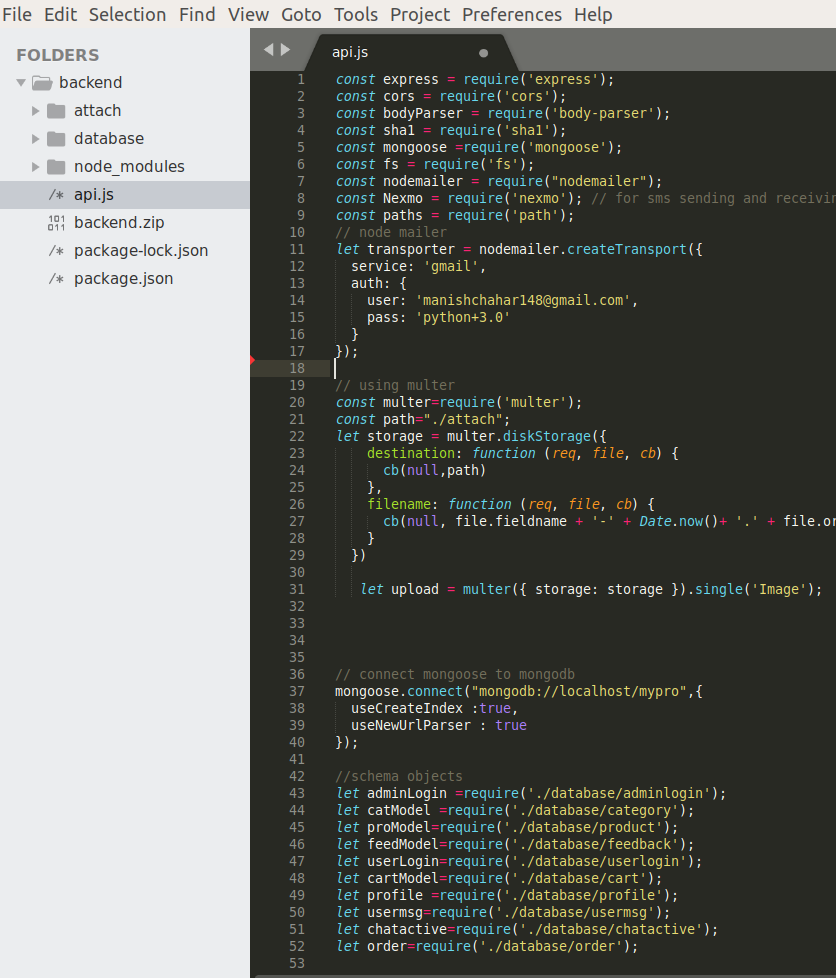 File Edit Selection Find View Goto Tools Project Preferences Help
FOLDERS
backend
attach
database
node_modules
/* api.js
backend.zip
/* package-lock.json
/* package.json
api.js
1 const express = require('express');
2 const cors = require('cors');
3 const bodyParser = require('body-parser');
4 const sha1 = require('sha1');
5 const mongoose =require('mongoose');
6 const fs = require('fs');
7 const nodemailer = require("nodemailer");
8 const Nexmo = require('nexmo'); // for sms sending and receivin
9 const paths = require('path');
10 // node mailer
11 let transporter = nodemailer.createTransport({
12 service: 'gmail',
13 auth: {
14 user: 'manishchahar148@gmail.com',
15 pass: 'python+3.0'
16 }
17 });
18
19 // using multer
20 const multer=require('multer');
21 const path="./attach";
22 let storage = multer.diskStorage({
23 destination: function (req, file, cb) {
24 cb(null,path)
25 },
26 filename: function (req, file, cb) {
27 cb(null, file.fieldname + '-' + Date.now()+ '.' + file.or
28 }
29 })
30
31 let upload = multer({ storage: storage }).single('Image');
32
33
34
35
36 // connect mongoose to mongodb
37 mongoose.connect("mongodb://localhost/mypro",{
38 useCreateIndex :true,
39 useNewUrlParser : true
40 });
41
42 //schema objects
43 let adminLogin =require('./database/adminlogin');
44 let catModel =require('./database/category');
45 let proModel=require('./database/product');
46 let feedModel=require('./database/feedback');
47 let userLogin=require('./database/userlogin');
48 let cartModel=require('./database/cart');
49 let profile =require('./database/profile');
50 let usermsg=require('./database/usermsg');
51 let chatactive=require('./database/chatactive');
52 let order=require('./database/order');
53